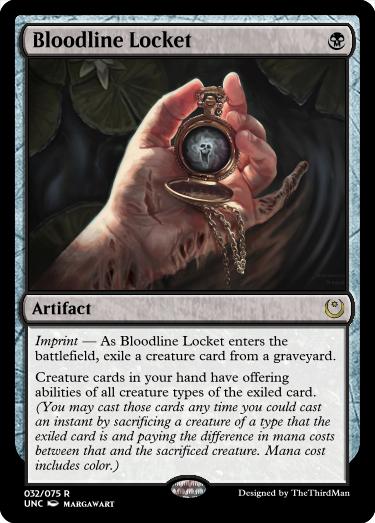 Bloodline Locket
Artifact
Imprint — As Bloodline Locket enters the
battlefield, exile a creature card from a graveyard.
Creature cards in your hand have offering
abilities of all creature types of the exiled card.
(You may cast those cards any time you could cast
an instant by sacrificing a creature of a type that the
exiled card is and paying the difference in mana costs
between that and the sacrificed creature. Mana cost
includes color.)
032/075 R
UNC MARGAWART
Designed by TheThirdMan